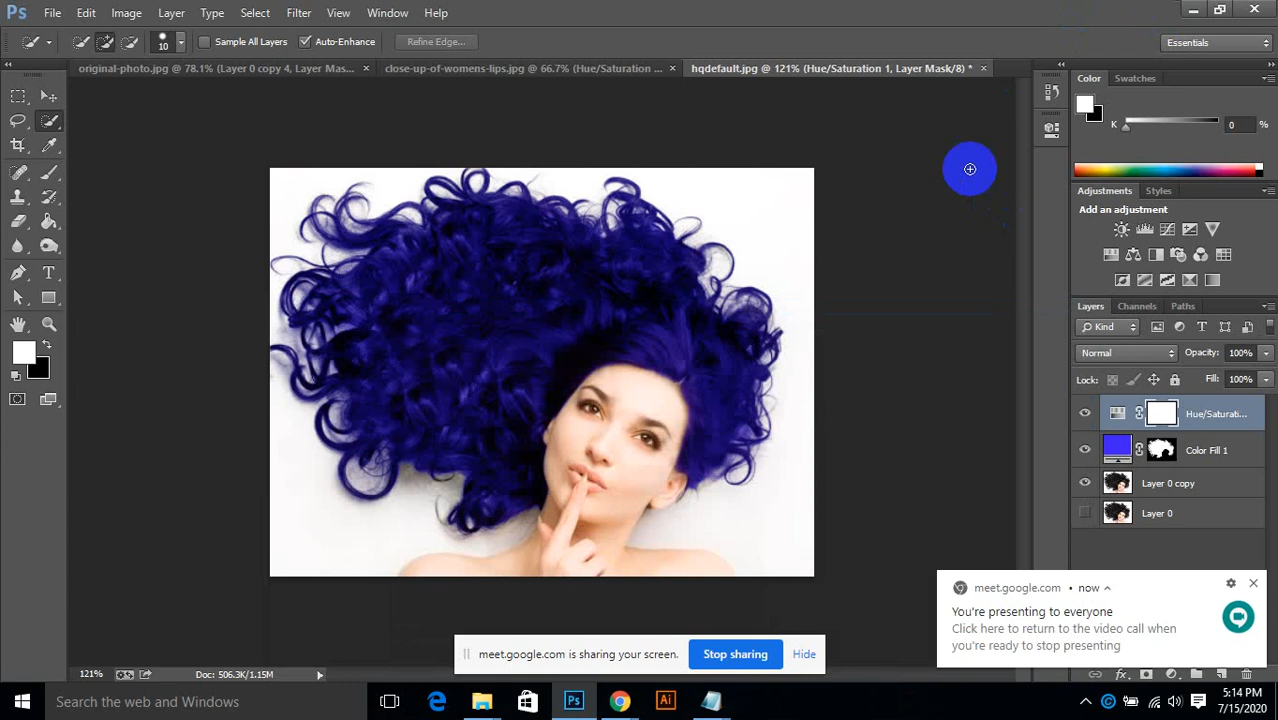 Ps File Edit Image Layer Type Select Filter 3D View Window Help
10 Sample All Layers Auto-Enhance Refine Edge... Essentials
original-photo.jpg @ 78.1% (Layer 0 copy 4, Layer Mas... × close-up-of-womens-lips.jpg @ 66.7% (Hue/Saturation ... × hqdefault.jpg @ 121% (Hue/Saturation 1, Layer Mask/8) * ×
Color Swatches
K 0 %
Adjustments Styles
Add an adjustment
Layers Channels Paths
Kind
Normal Opacity: 100%
Lock: Fill: 100%
Hue/Saturati...
Color Fill 1
Layer 0 copy
Layer 0
meet.google.com • now
You're presenting to everyone
Click here to return to the video call when
you're ready to stop presenting
meet.google.com is sharing your screen. Stop sharing Hide
121% Doc: 506.3K/1.15M
Search the web and Windows
Ps Ai
5:14 PM
7/15/2020